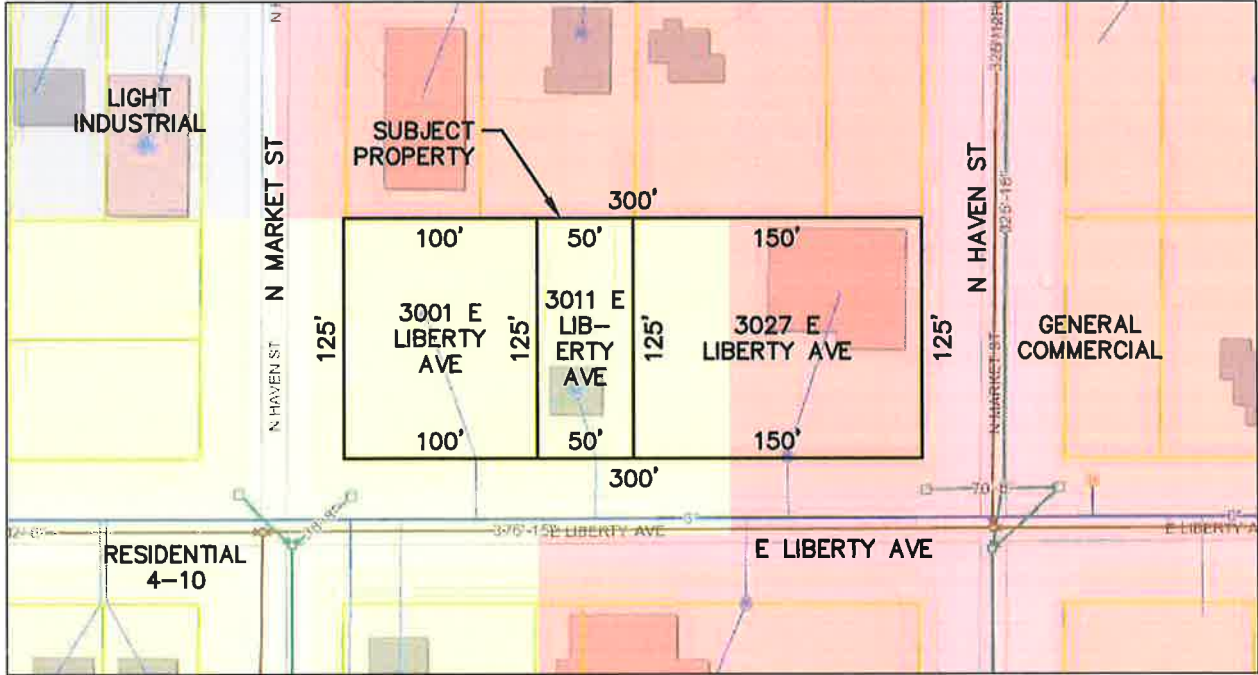 LIGHT
INDUSTRIAL
N MARKET ST
SUBJECT
PROPERTY
N HAVEN ST
300'
100'
50'
150'
125'
3001 E
LIBERTY
AVE
125'
3011 E
LIB-
ERTY
AVE
125'
3027 E
LIBERTY AVE
125'
GENERAL
COMMERCIAL
N HAVEN ST
N MARKET ST
100'
50'
150'
300'
E LIBERTY AVE
E LIBERTY AVE
E LIBERTY A
RESIDENTIAL
4-10